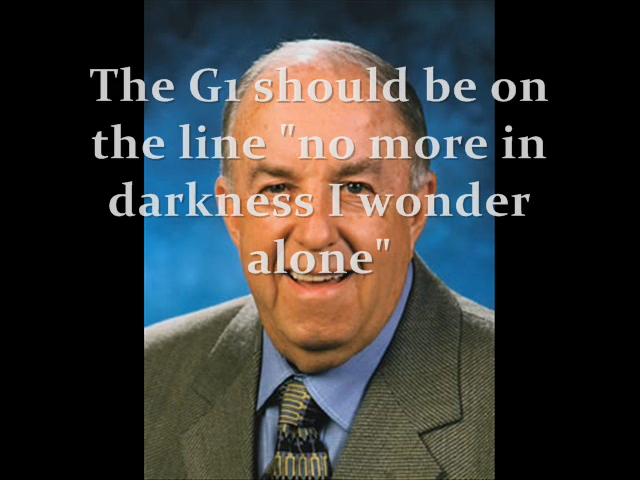 The G1 should be on
the line "no more in
darkness I wonder
alone"